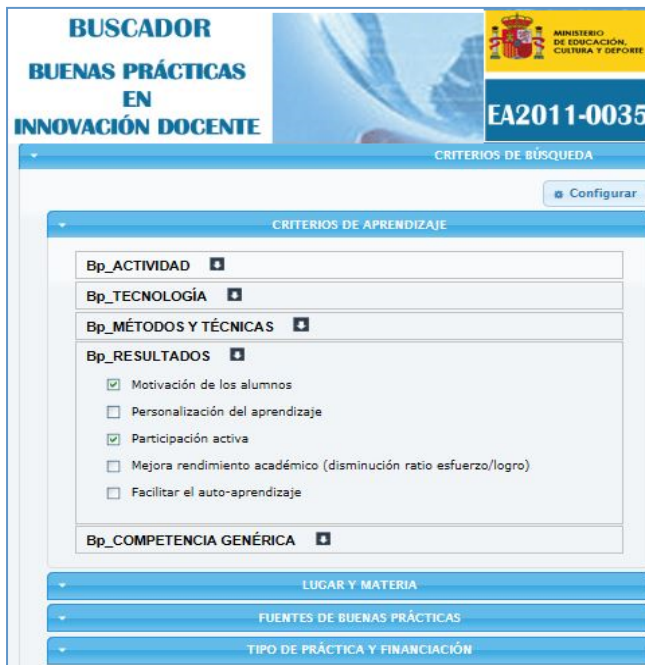 BUSCADOR
BUENAS PRÁCTICAS
EN
INNOVACIÓN DOCENTE
MINISTERIO
DE EDUCACIÓN,
CULTURA Y DEPORTE
EA2011-0035
CRITERIOS DE BÚSQUEDA
Configurar
CRITERIOS DE APRENDIZAJE
Bp_ACTIVIDAD
Bp_TECNOLOGÍA
Bp_MÉTODOS Y TÉCNICAS
Bp_RESULTADOS
Motivación de los alumnos
Personalización del aprendizaje
Participación activa
Mejora rendimiento académico (disminución ratio esfuerzo/logro)
Facilitar el auto-aprendizaje
Bp_COMPETENCIA GENÉRICA
LUGAR Y MATERIA
FUENTES DE BUENAS PRÁCTICAS
TIPO DE PRÁCTICA Y FINANCIACIÓN